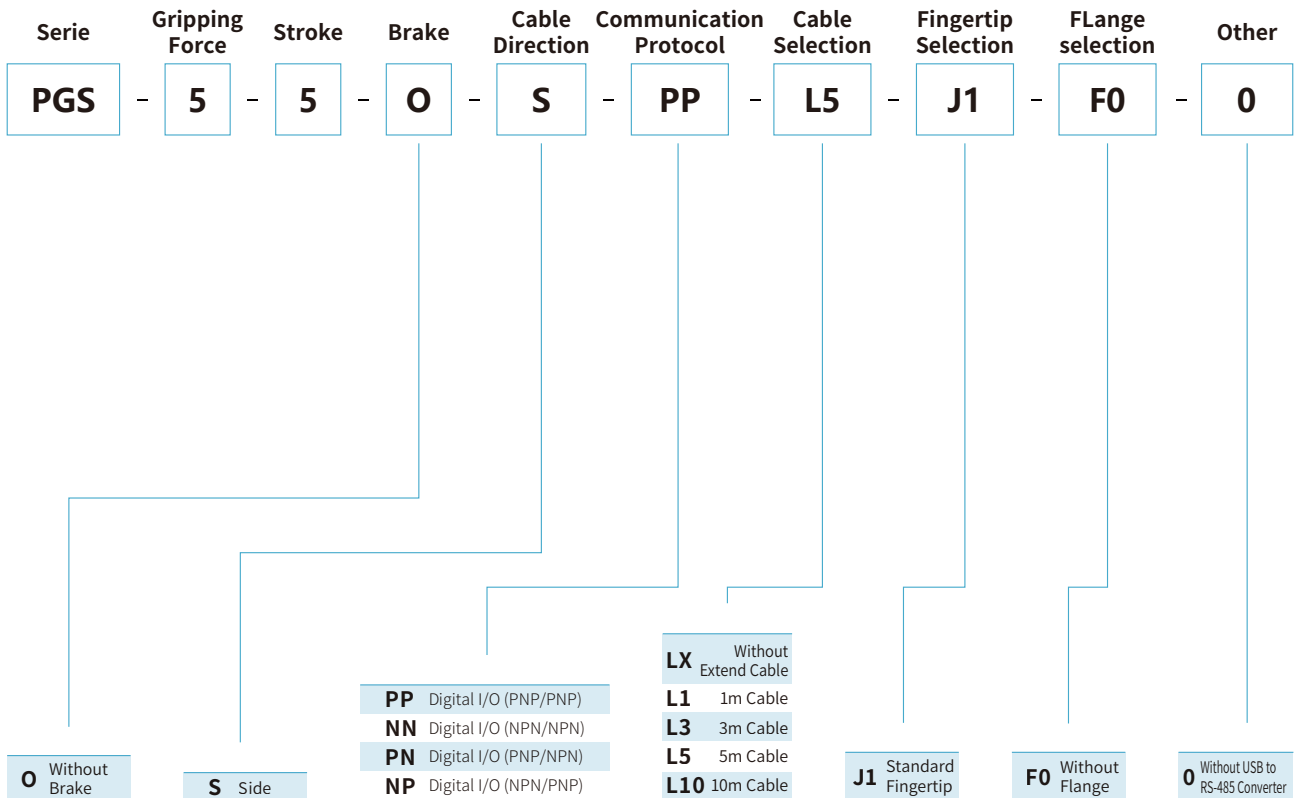 Serie
Gripping
Force
Stroke
Brake
Cable
Direction
Communication
Protocol
Cable
Selection
Fingertip
Selection
FLange
selection
Other
PGS - 5 - 5 - O - S - PP - L5 - J1 - F0 - 0
O Without
Brake
S Side
PP Digital I/O (PNP/PNP)
NN Digital I/O (NPN/NPN)
PN Digital I/O (PNP/NPN)
NP Digital I/O (NPN/PNP)
LX Without
Extend Cable
L1 1m Cable
L3 3m Cable
L5 5m Cable
L10 10m Cable
J1 Standard
Fingertip
F0 Without
Flange
0 Without USB to
RS-485 Converter